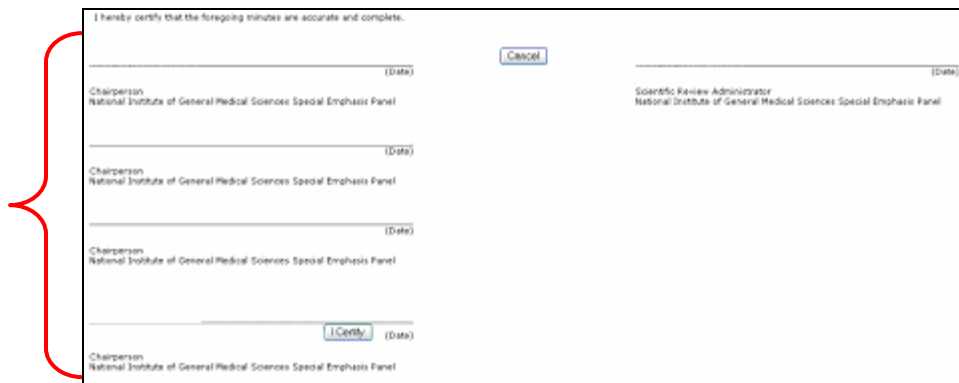 I hereby certify that the foregoing minutes are accurate and complete.
Cancel
(Date)
(Date)
Chairperson
National Institute of General Medical Sciences Special Emphasis Panel
Scientific Review Administrator
National Institute of General Medical Sciences Special Emphasis Panel
(Date)
Chairperson
National Institute of General Medical Sciences Special Emphasis Panel
(Date)
Chairperson
National Institute of General Medical Sciences Special Emphasis Panel
I Certify
(Date)
Chairperson
National Institute of General Medical Sciences Special Emphasis Panel